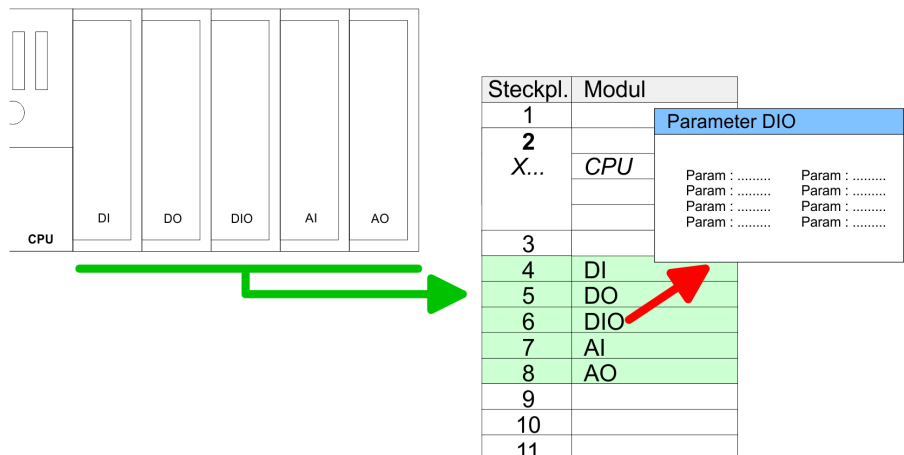 DI DO DIO AI AO
CPU
Steckpl. Modul
1
2
X... CPU
3
4 DI
5 DO
6 DIO
7 AI
8 AO
9
10
11
Parameter DIO
Param : ......... Param : .........
Param : ......... Param : .........
Param : ......... Param : .........
Param : ......... Param : .........